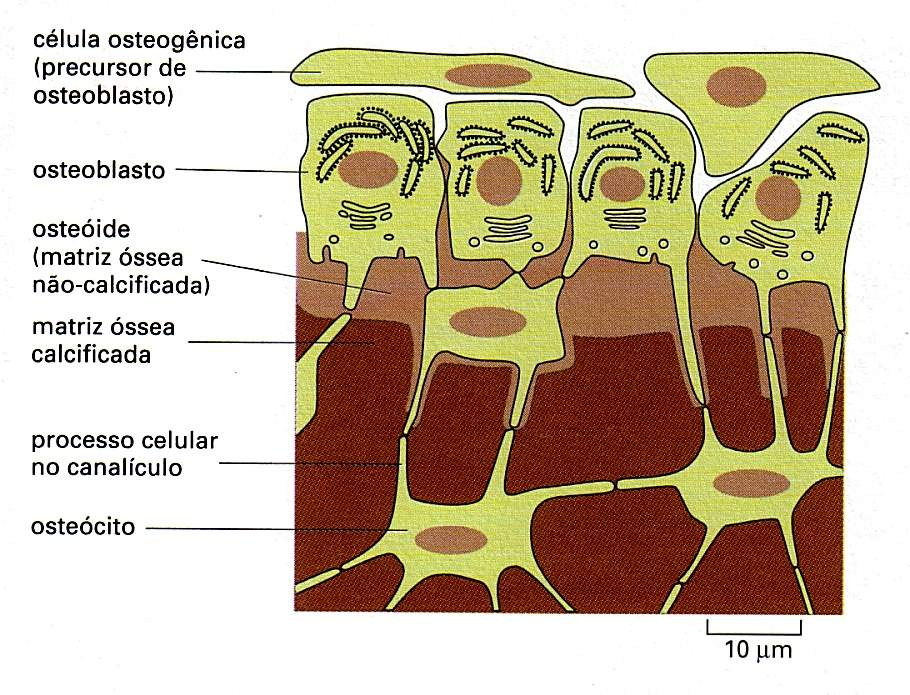 célula osteogênica
(precursor de
osteoblasto)
osteoblasto
osteóide
(matriz óssea
não-calcificada)
matriz óssea
calcificada
processo celular
no canalículo
osteócito
10 μm